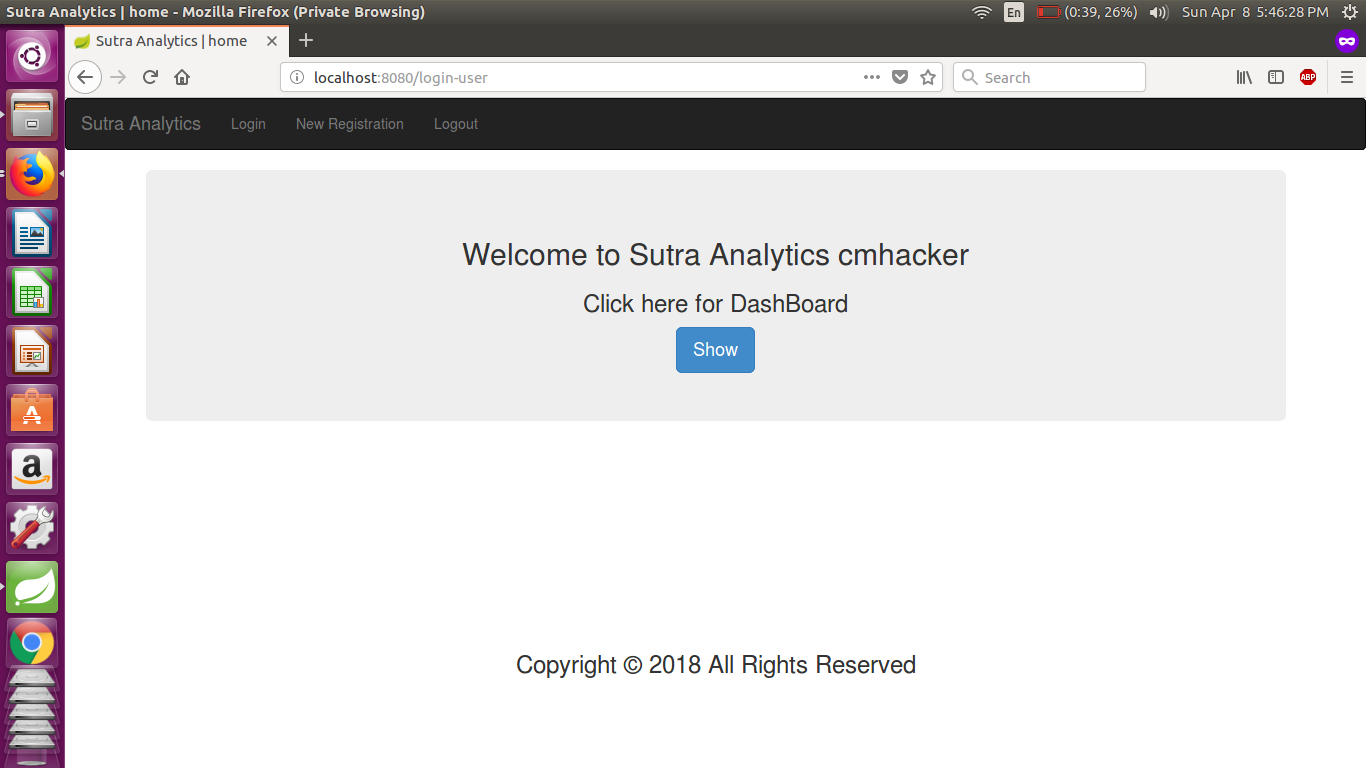 Sutra Analytics | home - Mozilla Firefox (Private Browsing)
En
(0:39, 26%)
Sun Apr 8 5:46:28 PM
Sutra Analytics | home
localhost:8080/login-user
Search
ABP
Sutra Analytics
Login
New Registration
Logout
Welcome to Sutra Analytics cmhacker
Click here for DashBoard
Show
a
Copyright © 2018 All Rights Reserved